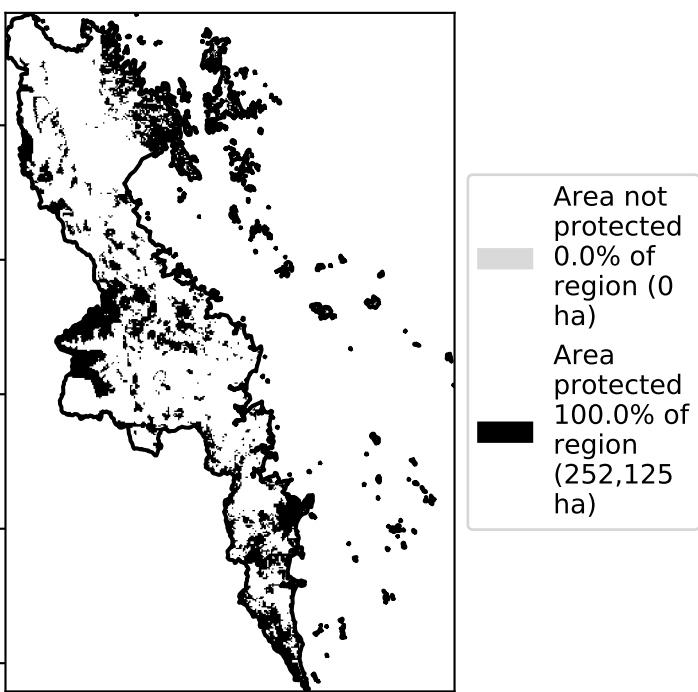 Area not
protected
0.0% of
region (0
ha)
Area
protected
100.0% of
region
(252,125
ha)